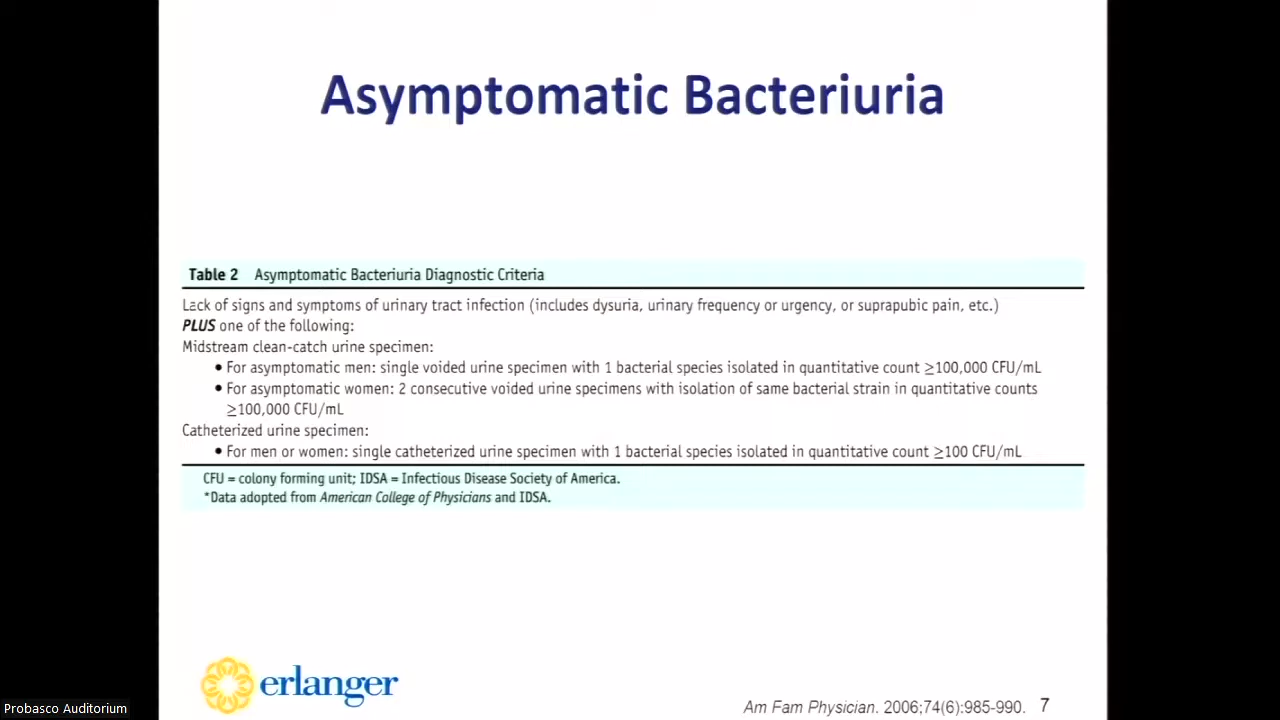 Asymptomatic Bacteriuria
Table 2 Asymptomatic Bacteriuria Diagnostic Criteria
Lack of signs and symptoms of urinary tract infection (includes dysuria, urinary frequency or urgency, or suprapubic pain, etc.)
PLUS one of the following:
Midstream clean-catch urine specimen:
• For asymptomatic men: single voided urine specimen with 1 bacterial species isolated in quantitative count ≥100,000 CFU/mL
• For asymptomatic women: 2 consecutive voided urine specimens with isolation of same bacterial strain in quantitative counts
≥100,000 CFU/mL
Catheterized urine specimen:
• For men or women: single catheterized urine specimen with 1 bacterial species isolated in quantitative count ≥100 CFU/mL
CFU = colony forming unit; IDSA = Infectious Disease Society of America.
*Data adopted from American College of Physicians and IDSA.
erlanger
Am Fam Physician. 2006;74(6):985-990. 7
Probasco Auditorium